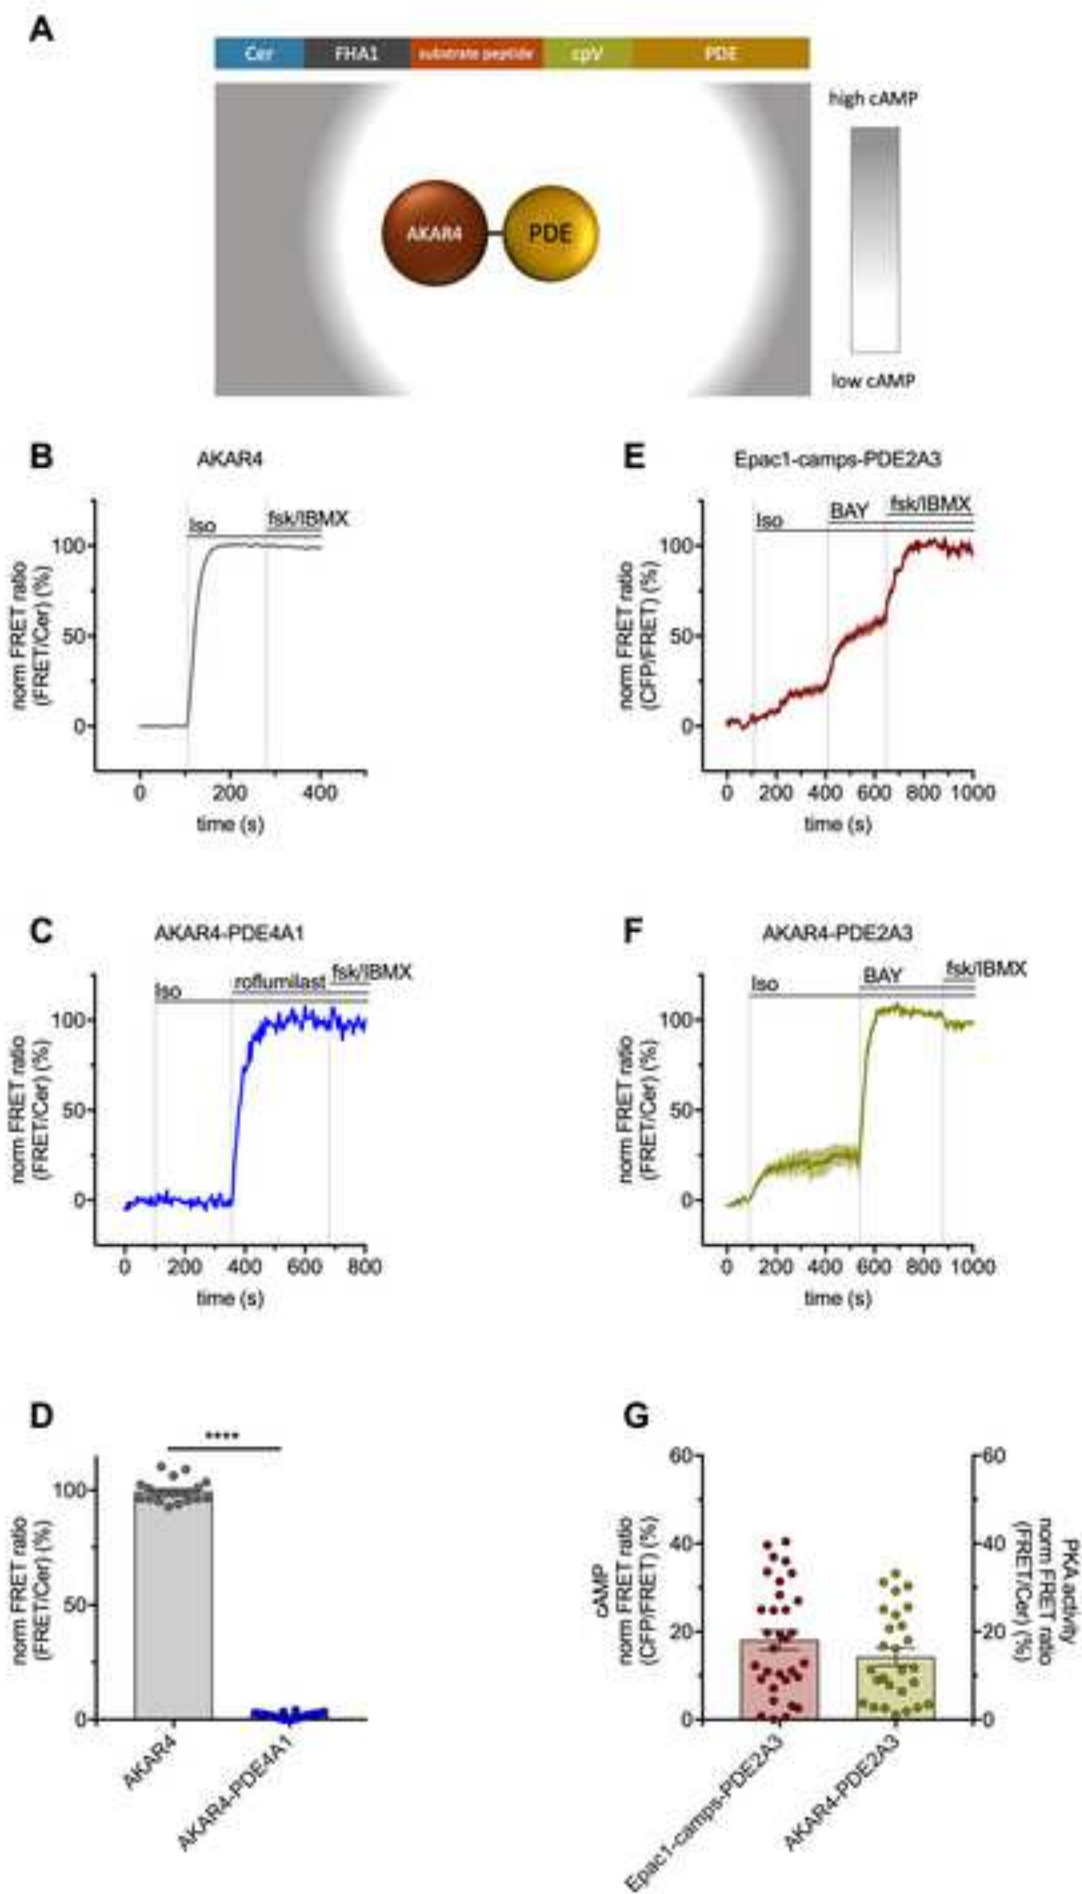 A
Cer FHA1 substrate peptide cpV PDE
high cAMP
AKAR4 PDE
low cAMP
B
AKAR4
Iso
fsk/IBMX
100
50
0
norm FRET ratio
(FRET/Cer) (%)
0 200 400
time (s)
E
Epac1-camps-PDE2A3
Iso
BAY
fsk/IBMX
100
50
0
norm FRET ratio
(CFP/FRET) (%)
0 200 400 600 800 1000
time (s)
C
AKAR4-PDE4A1
Iso
roflumilast
fsk/IBMX
100
50
0
norm FRET ratio
(FRET/Cer) (%)
0 200 400 600 800
time (s)
F
AKAR4-PDE2A3
Iso
BAY
fsk/IBMX
100
50
0
norm FRET ratio
(FRET/Cer) (%)
0 200 400 600 800 1000
time (s)
D
****
100
50
0
norm FRET ratio
(FRET/Cer) (%)
AKAR4
AKAR4-PDE4A1
G
60
40
20
0
cAMP
norm FRET ratio
(CFP/FRET) (%)
60
40
20
0
PKA activity
norm FRET ratio
(FRET/Cer) (%)
Epac1-camps-PDE2A3
AKAR4-PDE2A3